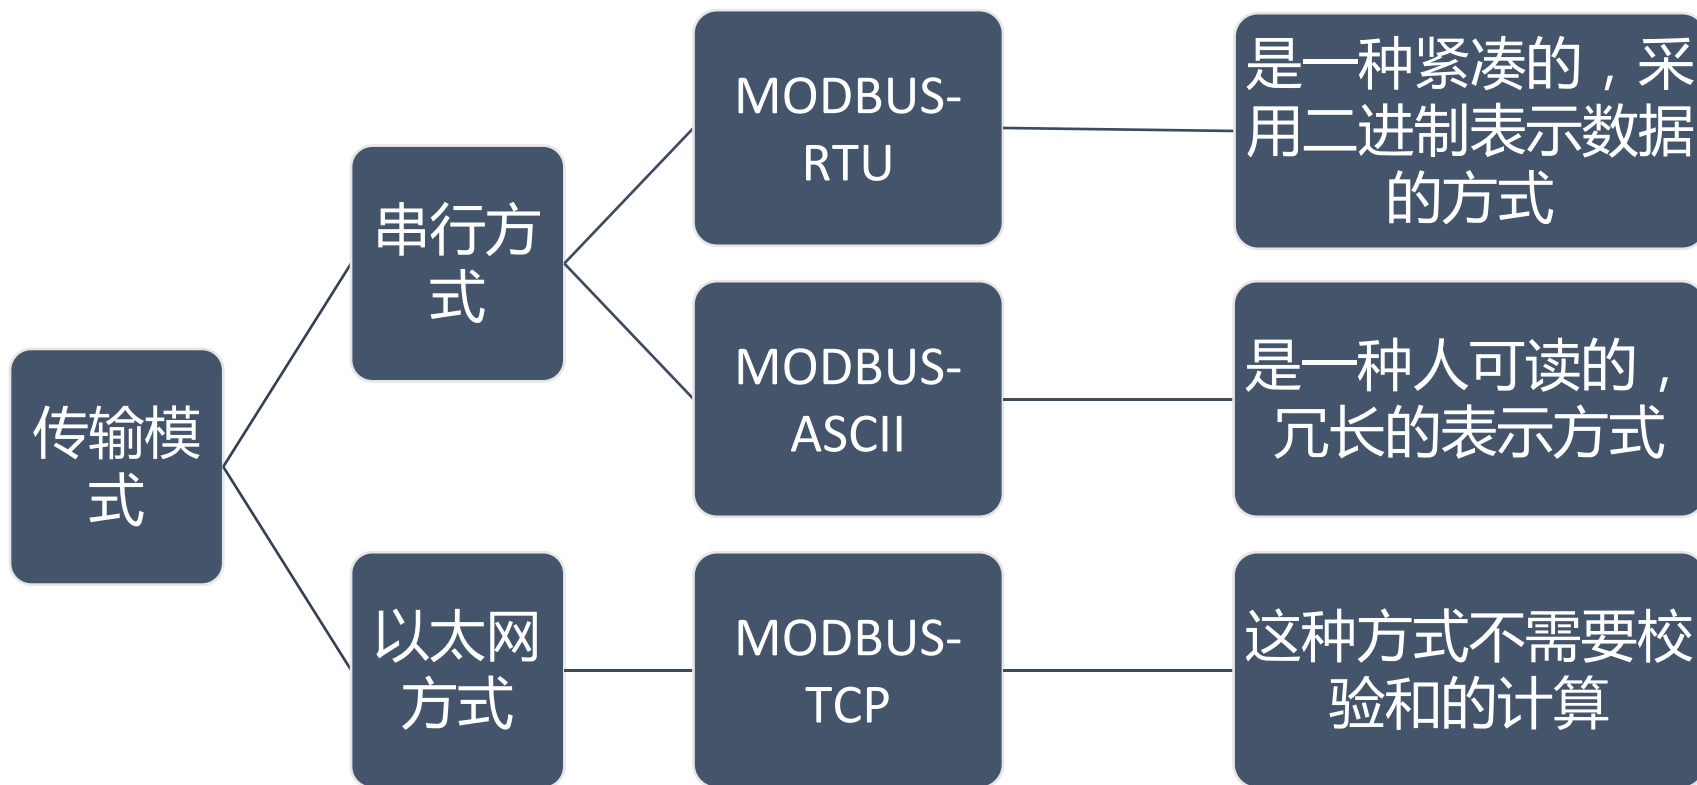 传输模
式
串行方
式
MODBUS-
RTU
是一种紧凑的，采
用二进制表示数据
的方式
MODBUS-
ASCII
是一种人可读的，
冗长的表示方式
以太网
方式
MODBUS-
TCP
这种方式不需要校
验和的计算